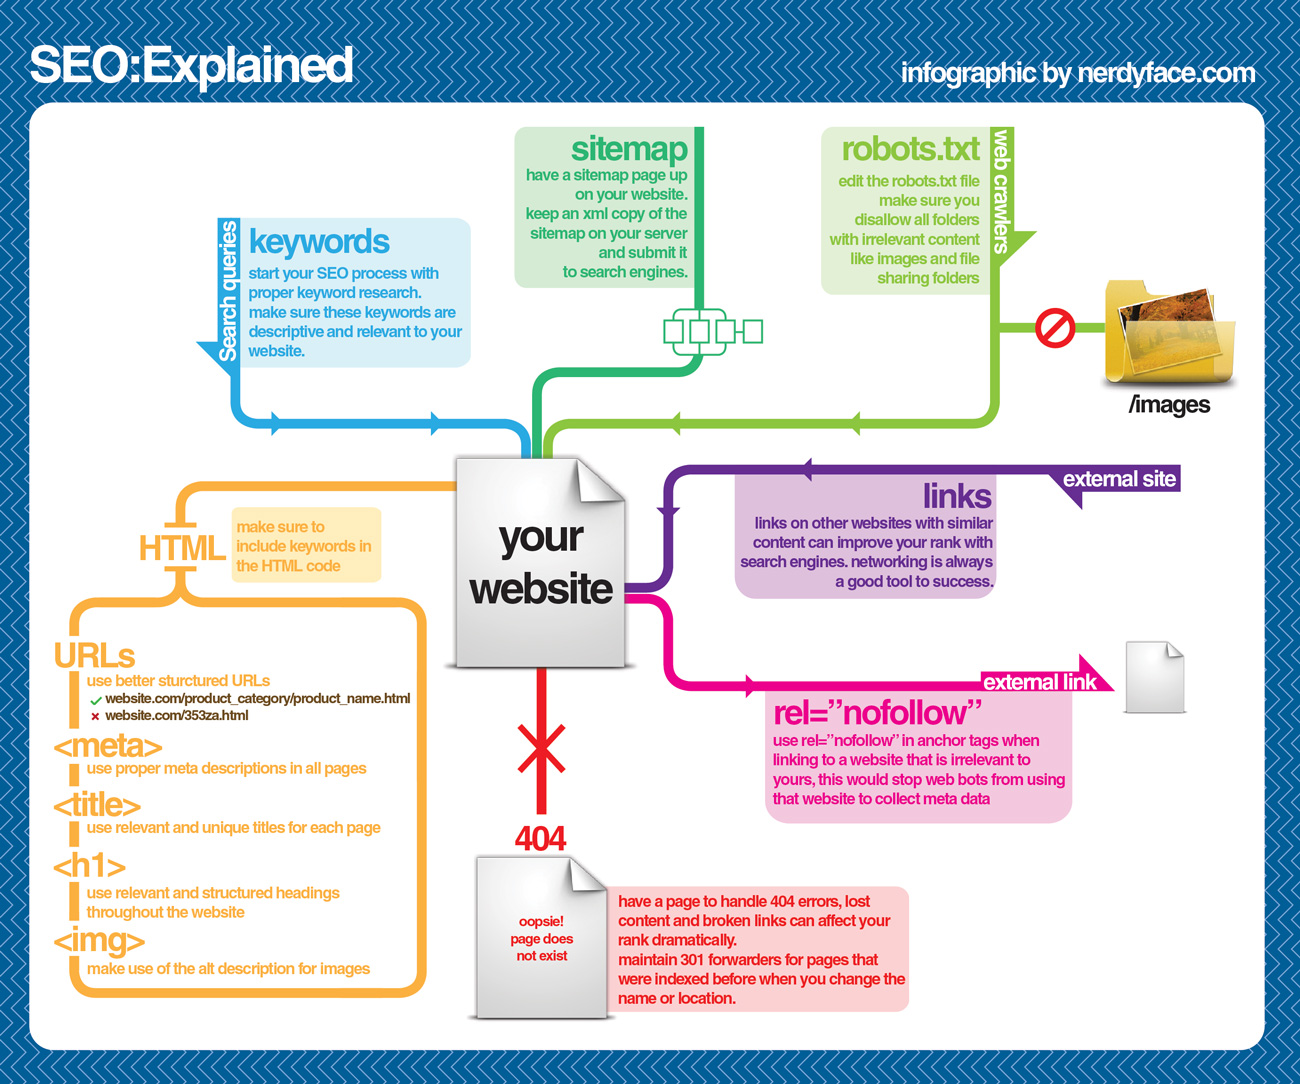 SEO:Explained
infographic by nerdyface.com
sitemap
have a sitemap page up
on your website.
keep an xml copy of the
sitemap on your server
and submit it
to search engines.
robots.txt
edit the robots.txt file
make sure you
disallow all folders
with irrelevant content
like images and file
sharing folders
web crawlers
Search queries
keywords
start your SEO process with
proper keyword research.
make sure these keywords are
descriptive and relevant to your
website.
/images
your
website
external site
links
links on other websites with similar
content can improve your rank with
search engines. networking is always
a good tool to success.
HTML
make sure to
include keywords in
the HTML code
URLs
use better sturctured URLs
website.com/product_category/product_name.html
website.com/353za.html
<meta>
use proper meta descriptions in all pages
<title>
use relevant and unique titles for each page
<h1>
use relevant and structured headings
throughout the website
<img>
make use of the alt description for images
external link
rel=”nofollow”
use rel=”nofollow” in anchor tags when
linking to a website that is irrelevant to
yours, this would stop web bots from using
that website to collect meta data
404
oopsie!
page does
not exist
have a page to handle 404 errors, lost
content and broken links can affect your
rank dramatically.
maintain 301 forwarders for pages that
were indexed before when you change the
name or location.